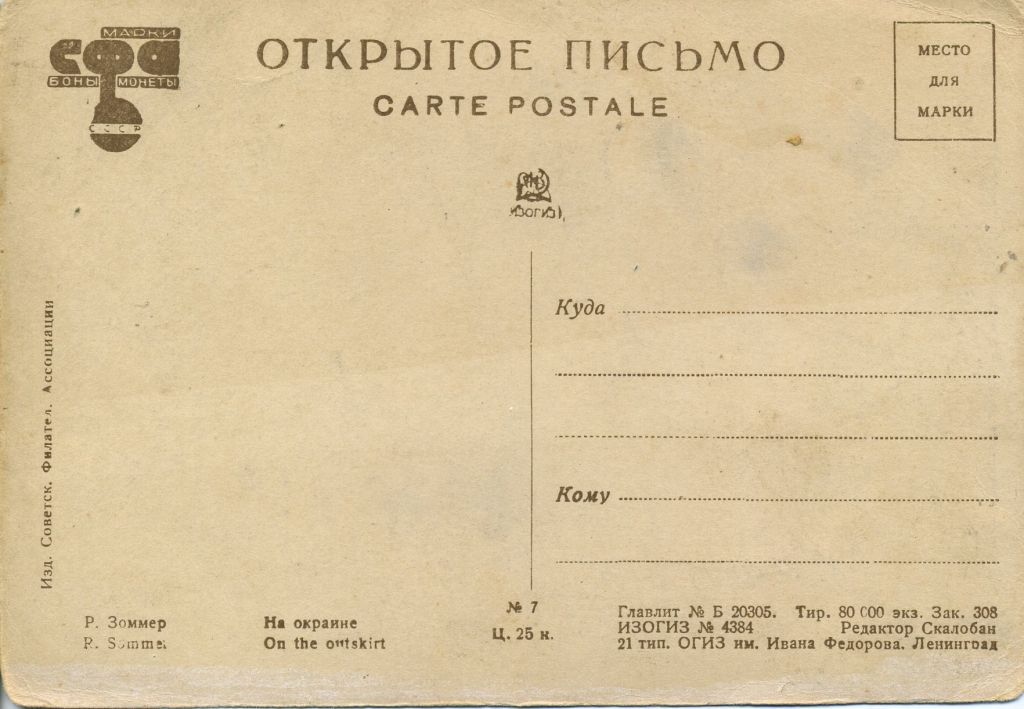 МАРКИ
СФА
БОНЫ МОНЕТЫ
СССР
ОТКРЫТОЕ ПИСЬМО
CARTE POSTALE
МЕСТО
ДЛЯ
МАРКИ
ИЗОГИЗ
Куда
Кому
Изд. Советск. Филател. Ассоциации
Р. Зоммер
R. Sommer
На окраине
On the outskirt
№ 7
Ц. 25 к.
Главлит № Б 20305. Тир. 80 000 экз. Зак. 308
ИЗОГИЗ № 4384 Редактор Скалобан
21 тип. ОГИЗ им. Ивана Федорова. Ленинград